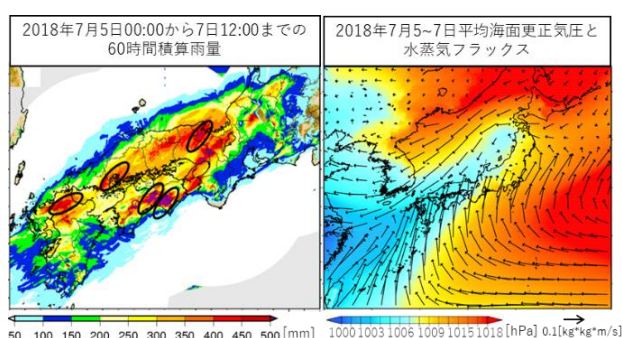 2018年7月5日00:00から7日12:00までの
60時間積算雨量
2018年7月5~7日平均海面更正気圧と
水蒸気フラックス
50 100 150 200 250 300 350 400 450 500 [mm]
1000 1003 1006 1009 1015 1018 [hPa] 0.1[kg*kg*m/s]